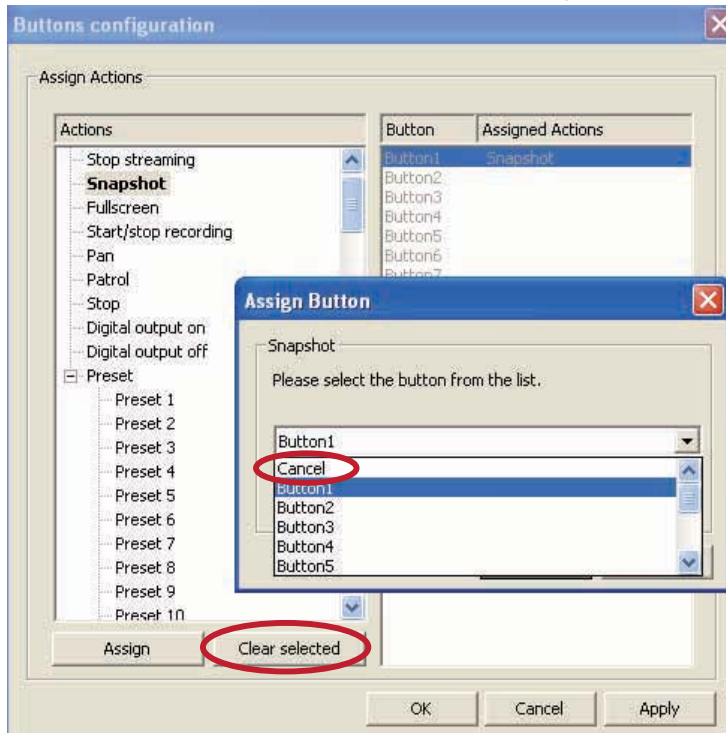 Buttons configuration
Assign Actions
Actions
Button Assigned Actions
Stop streaming
Snapshot
Fullscreen
Start/stop recording
Pan
Patrol
Stop
Digital output on
Digital output off
Preset
Preset 1
Preset 2
Preset 3
Preset 4
Preset 5
Preset 6
Preset 7
Preset 8
Preset 9
Preset 10
Button1 Snapshot
Button2
Button3
Button4
Button5
Button6
Button7
Assign Button
Snapshot
Please select the button from the list.
Button1
Cancel
Button1
Button2
Button3
Button4
Button5
Assign Clear selected
OK Cancel Apply